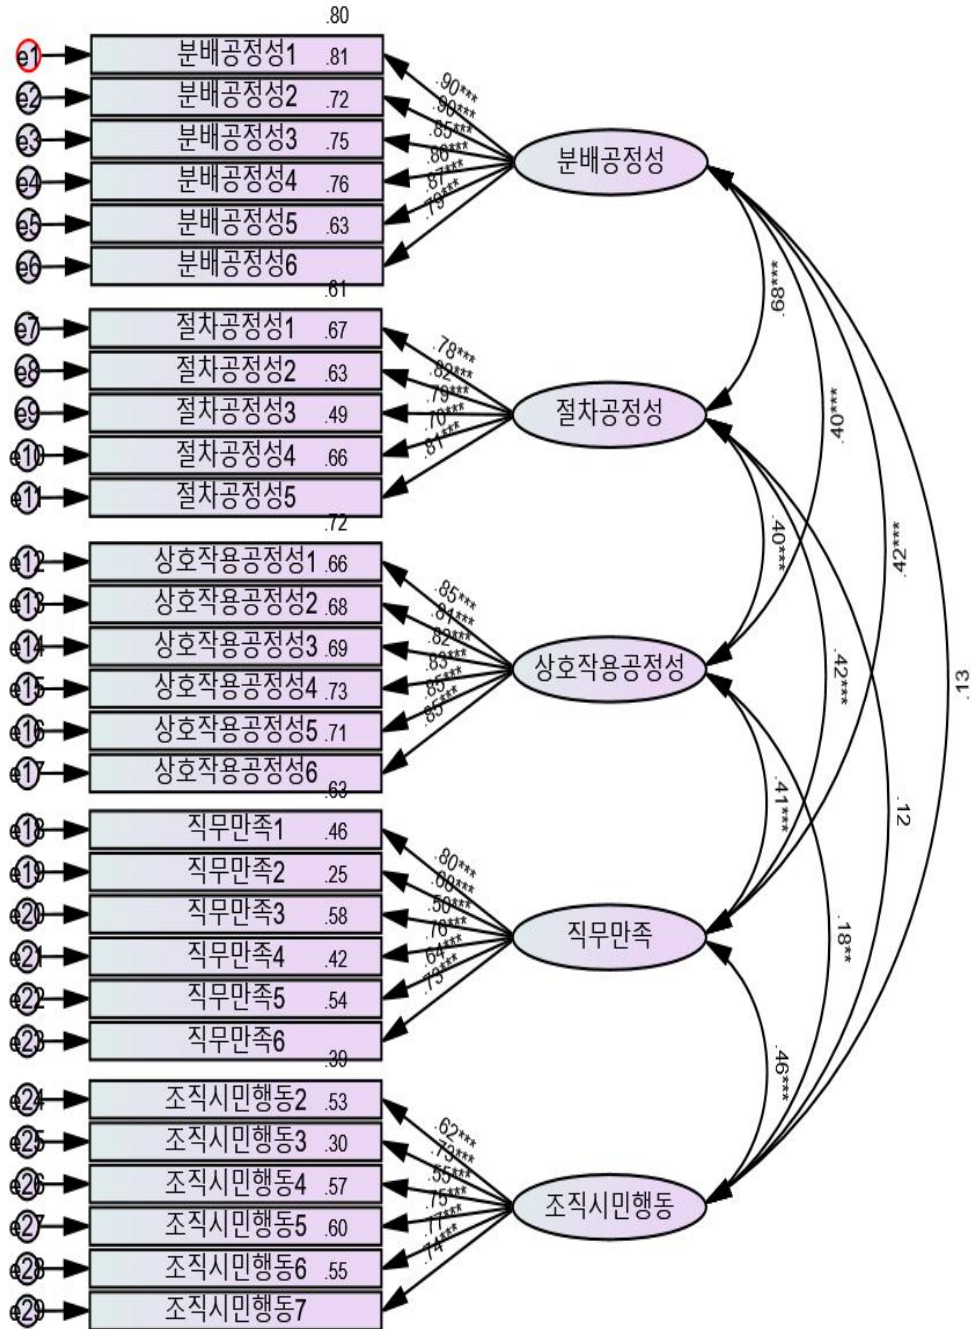 .80
e1 분배공정성1 .81
e2 분배공정성2 .72
e3 분배공정성3 .75
e4 분배공정성4 .76
e5 분배공정성5 .63
e6 분배공정성6
.61
.90***
.90***
.85***
.86***
.87***
.79***
분배공정성
e7 절차공정성1 .67
e8 절차공정성2 .63
e9 절차공정성3 .49
e10 절차공정성4 .66
e11 절차공정성5
.72
.78***
.82***
.79***
.70***
.81***
절차공정성
e12 상호작용공정성1 .66
e13 상호작용공정성2 .68
e14 상호작용공정성3 .69
e15 상호작용공정성4 .73
e16 상호작용공정성5 .71
e17 상호작용공정성6
.63
.85***
.81***
.82***
.83***
.85***
.85***
상호작용공정성
e18 직무만족1 .46
e19 직무만족2 .25
e20 직무만족3 .58
e21 직무만족4 .42
e22 직무만족5 .54
e23 직무만족6
.39
.80***
.68***
.50***
.76***
.64***
.73***
직무만족
e24 조직시민행동2 .53
e25 조직시민행동3 .30
e26 조직시민행동4 .57
e27 조직시민행동5 .60
e28 조직시민행동6 .55
e29 조직시민행동7
.62***
.73***
.55***
.75***
.77***
.74***
조직시민행동
.68***
.40***
.42***
.13
.40***
.42***
.12
.41***
.18**
.46***